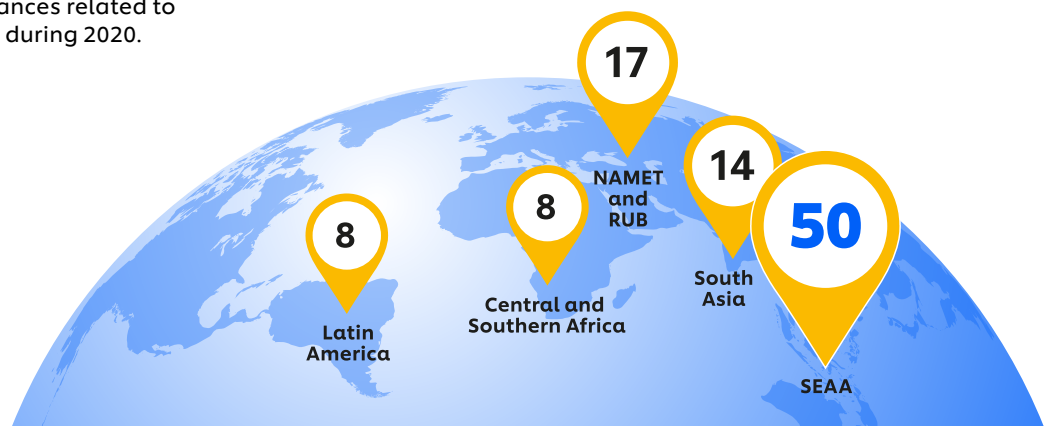 ances related to
during 2020.
17
14
50
8
8
NAMET
and
RUB
South
Asia
Central and
Southern Africa
Latin
America
SEAA